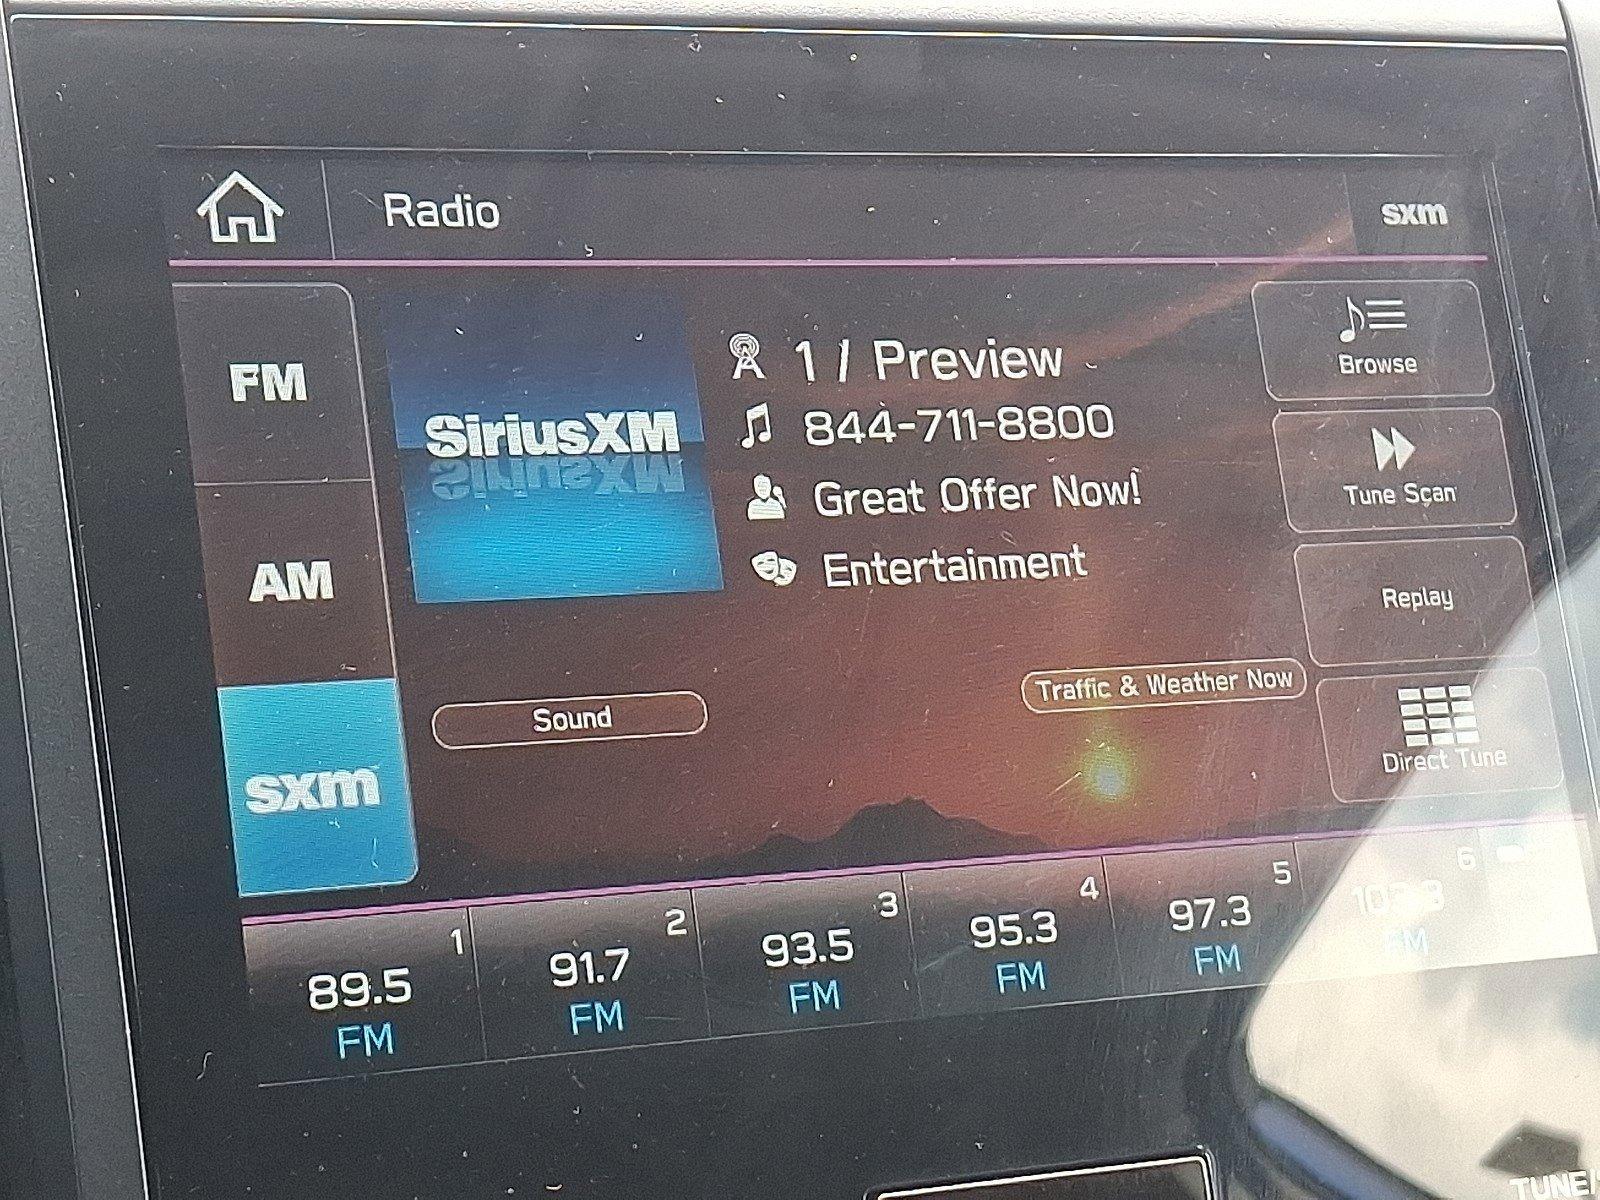 Radio
sxm
FM
AM
sxm
SiriusXM
1 / Preview
844-711-8800
Great Offer Now!
Entertainment
Browse
Tune Scan
Replay
Direct Tune
Sound
Traffic & Weather Now
1
89.5
FM
2
91.7
FM
3
93.5
FM
4
95.3
FM
5
97.3
FM
6
FM